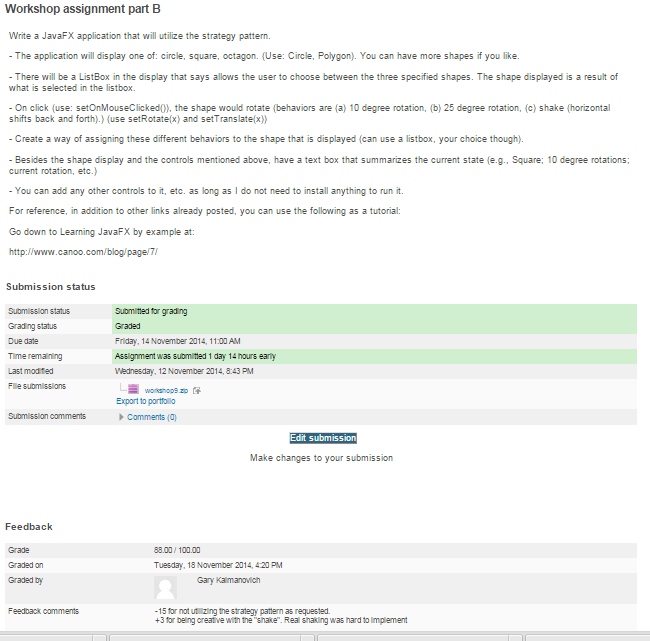 Workshop assignment part B
Write a JavaFX application that will utilize the strategy pattern.
- The application will display one of: circle, square, octagon. (Use: Circle, Polygon). You can have more shapes if you like.
- There will be a ListBox in the display that says allows the user to choose between the three specified shapes. The shape displayed is a result of
what is selected in the listbox.
- On click (use: setOnMouseClicked()), the shape would rotate (behaviors are (a) 10 degree rotation, (b) 25 degree rotation, (c) shake (horizontal
shifts back and forth).) (use setRotate(x) and setTranslate(x))
- Create a way of assigning these different behaviors to the shape that is displayed (can use a listbox, your choice though).
- Besides the shape display and the controls mentioned above, have a text box that summarizes the current state (e.g., Square; 10 degree rotations;
current rotation, etc.)
- You can add any other controls to it, etc. as long as I do not need to install anything to run it.
For reference, in addition to other links already posted, you can use the following as a tutorial:
Go down to Learning JavaFX by example at:
http://www.canoo.com/blog/page/7/
Submission status
Submission status Submitted for grading
Grading status Graded
Due date Friday, 14 November 2014, 11:00 AM
Time remaining Assignment was submitted 1 day 14 hours early
Last modified Wednesday, 12 November 2014, 8:43 PM
File submissions workshop9.zip
Export to portfolio
Submission comments Comments (0)
Edit submission
Make changes to your submission
Feedback
Grade 88.00 / 100.00
Graded on Tuesday, 18 November 2014, 4:20 PM
Graded by Gary Kalmanovich
Feedback comments -15 for not utilizing the strategy pattern as requested.
+3 for being creative with the "shake". Real shaking was hard to implement